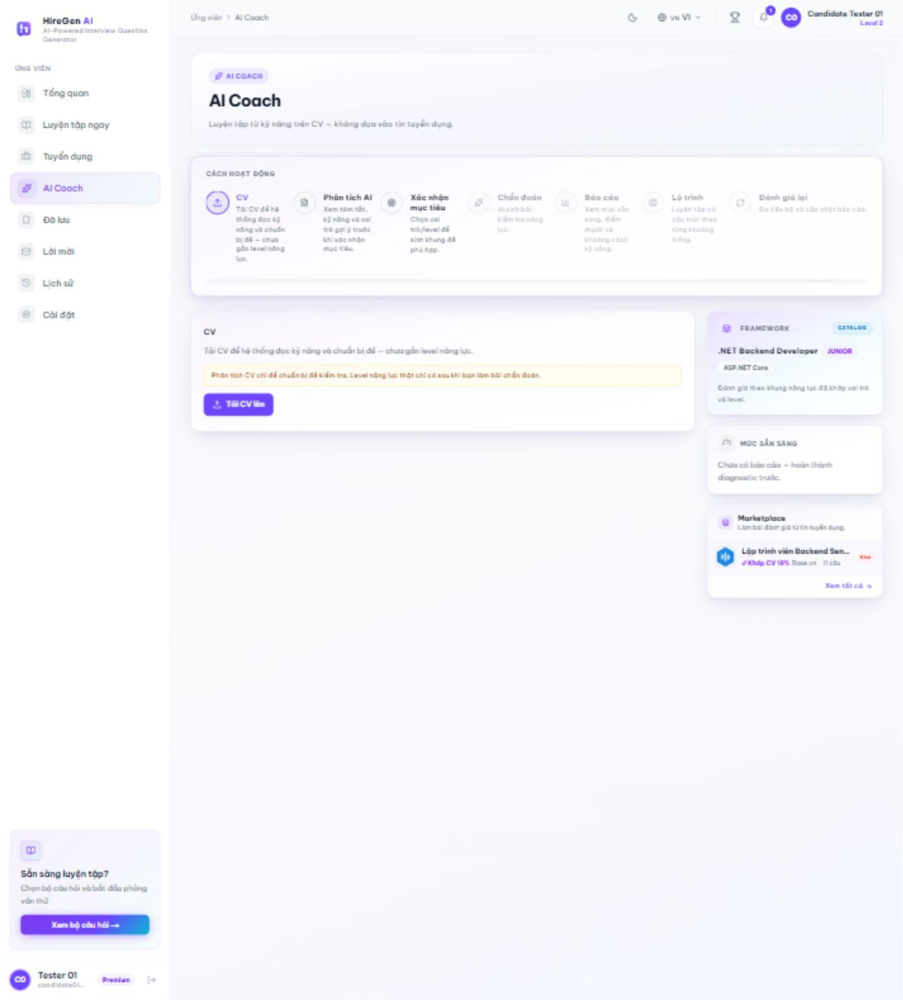 HireGen AI
AI-Powered Interview Question
Generator
ỨNG VIÊN
Tổng quan
Luyện tập ngay
Tuyển dụng
AI Coach
Đã lưu
Lời mời
Lịch sử
Cài đặt
Sẵn sàng luyện tập?
Chọn bộ câu hỏi và bắt đầu phỏng
vấn thử
Xem bộ câu hỏi →
CO
Tester 01
candidate01...
Premium
Ứng viên > AI Coach
VN VI
1
CO
Candidate Tester 01
Level 2
AI COACH
AI Coach
Luyện tập từ kỹ năng trên CV — không dựa vào tin tuyển dụng.
CÁCH HOẠT ĐỘNG
CV
Tải CV để hệ
thống đọc kỹ
năng và chuẩn
bị đề — chưa
gắn level năng
lực.
Phân tích AI
Xem tóm tắt,
kỹ năng và vai
trò gợi ý trước
khi xác nhận
mục tiêu.
Xác nhận
mục tiêu
Chọn vai
trò/level để
sinh khung đề
phù hợp.
Chẩn đoán
AI sinh bài
kiểm tra năng
lực.
Báo cáo
Xem mức sẵn
sàng, điểm
mạnh và
khoảng cách
kỹ năng.
Lộ trình
Luyện tập có
cấu trúc theo
từng khoảng
trống.
Đánh giá lại
Đo tiến bộ và cập nhật báo cáo.
CV
Tải CV để hệ thống đọc kỹ năng và chuẩn bị đề — chưa gắn level năng lực.
Phân tích CV chỉ để chuẩn bị đề kiểm tra. Level năng lực thật chỉ có sau khi bạn làm bài chẩn đoán.
Tải CV lên
FRAMEWORK
CATALOG
.NET Backend Developer JUNIOR
ASP.NET Core
Đánh giá theo khung năng lực đã khớp vai trò
và level.
MỨC SẴN SÀNG
Chưa có báo cáo — hoàn thành
diagnostic trước.
Marketplace
Làm bài đánh giá từ tin tuyển dụng.
Lập trình viên Backend Sen...
Khớp CV 18% Base.vn · 11 câu
Khó
Xem tất cả →